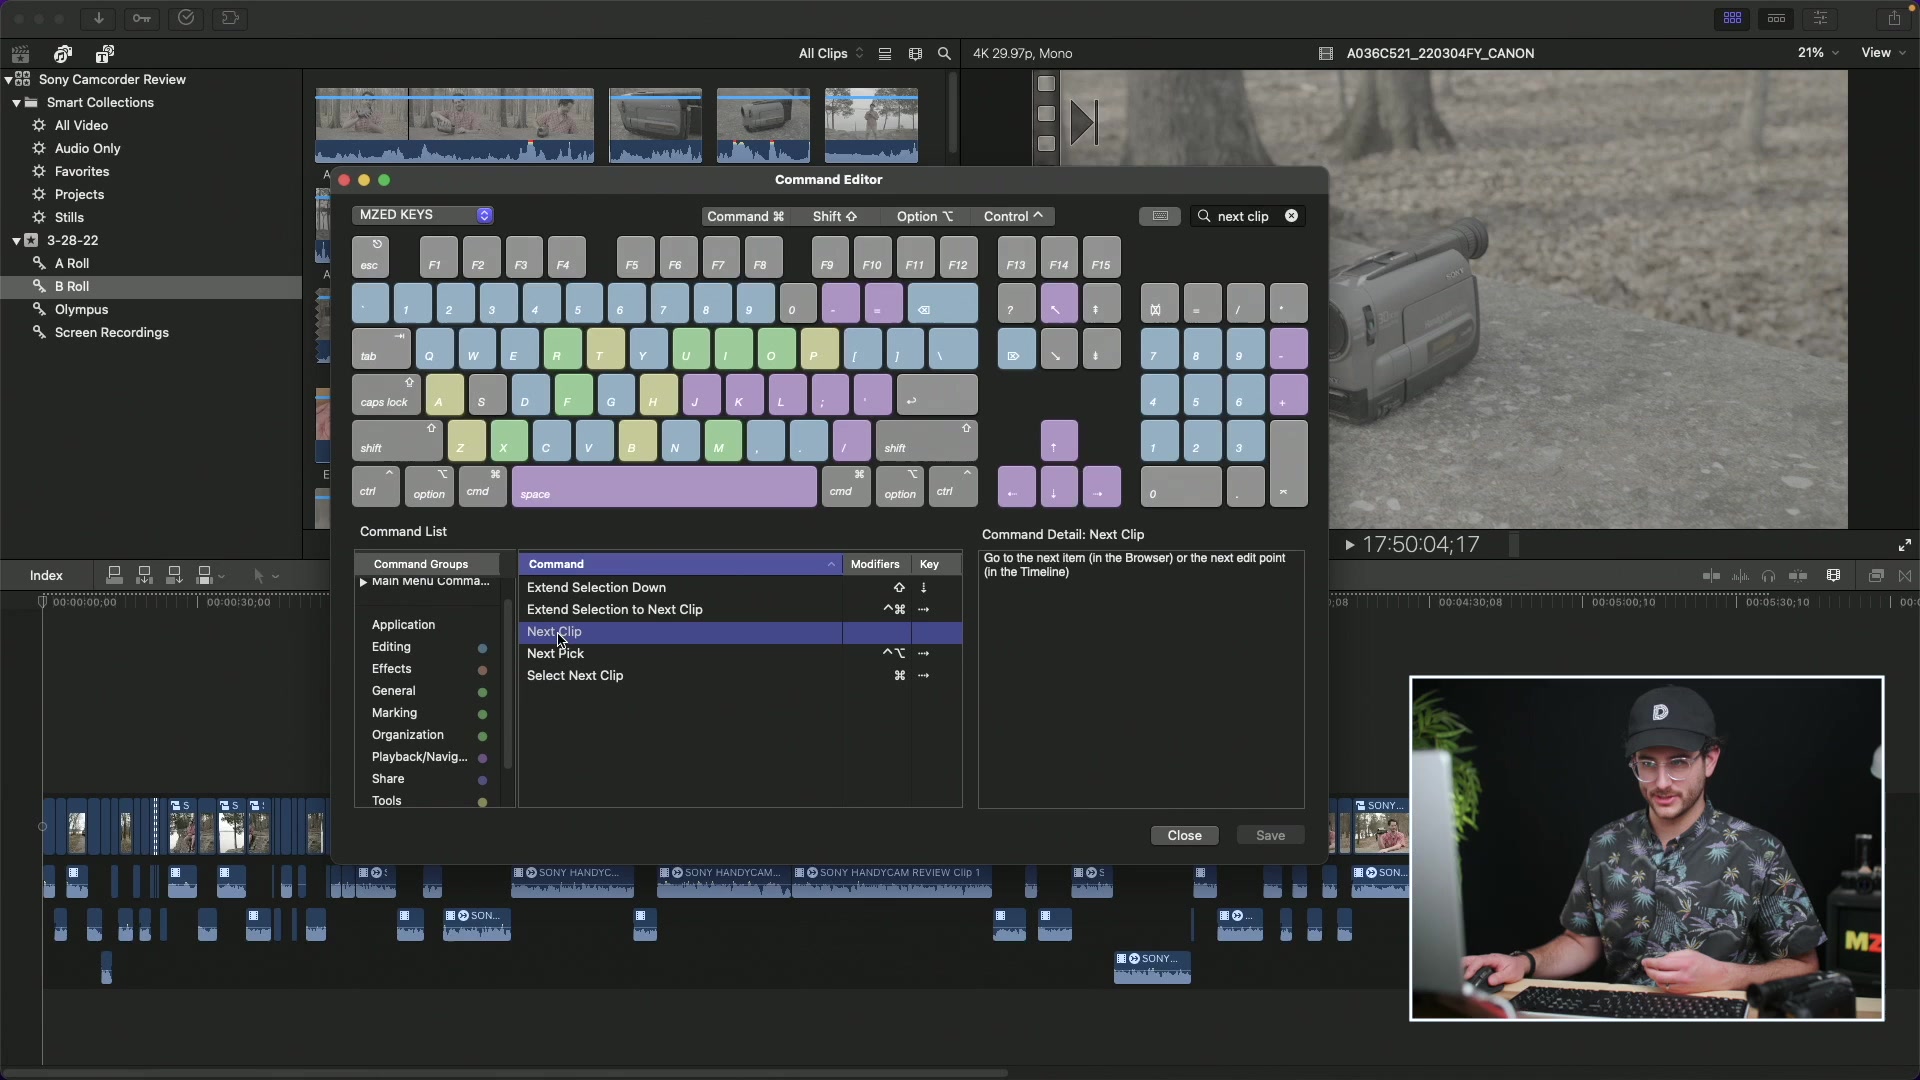 All Clips
4K 29.97p, Mono
A036C521_220304FY_CANON
21%
View
Sony Camcorder Review
Smart Collections
All Video
Audio Only
Favorites
Projects
Stills
3-28-22
A Roll
B Roll
Olympus
Screen Recordings
Command Editor
MZED KEYS
Command ⌘
Shift ⇧
Option ⌥
Control ^
next clip
esc
F1 F2 F3 F4 F5 F6 F7 F8 F9 F10 F11 F12 F13 F14 F15
` 1 2 3 4 5 6 7 8 9 0 - = ⌫ ? ↖ ⇞ = / *
tab Q W E R T Y U I O P [ ] \ ⌦ ↘ ⇟ 7 8 9 -
caps lock A S D F G H J K L ; ' ↩ 4 5 6 +
shift Z X C V B N M , . / shift ↑ 1 2 3
ctrl option cmd space cmd option ctrl ← ↓ → 0 . ⌅
Command List
Command Detail: Next Clip
Command Groups
Command
Modifiers
Key
Go to the next item (in the Browser) or the next edit point
(in the Timeline)
Main Menu Comma...
Application
Editing
Effects
General
Marking
Organization
Playback/Navig...
Share
Tools
Extend Selection Down ⇧ ⇣
Extend Selection to Next Clip ^⌘ ⇢
Next Clip
Next Pick ^⌥ ⇢
Select Next Clip ⌘ ⇢
Close
Save
17:50:04;17
Index
00:00:00;00
00:00:30;00
;08
00:04:30;08
00:05:00;10
00:05:30;10
00:0
S
S
S
SONY...
S
SONY HANDYC...
SONY HANDYCAM...
SONY HANDYCAM REVIEW Clip 1
S
SON...
SON...
SONY...
D
MZ